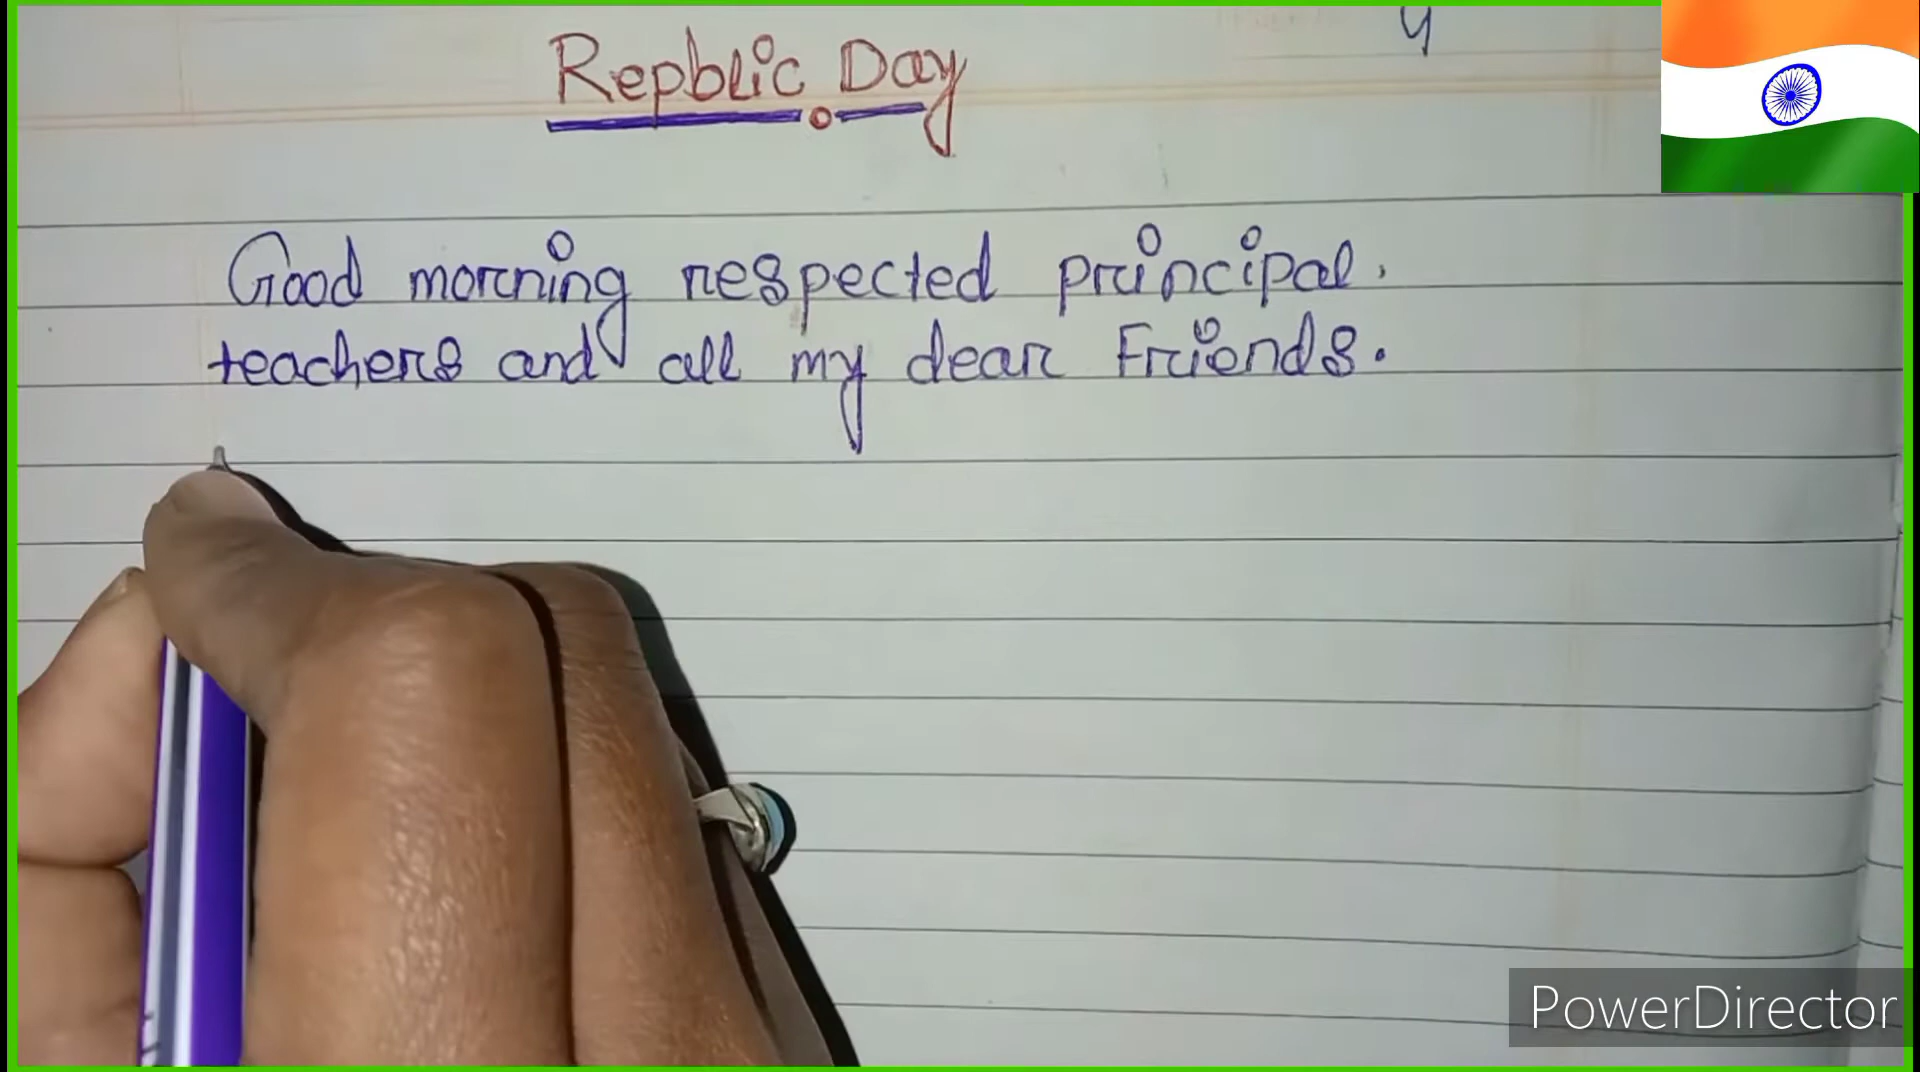 Repblic Day
Good morning respected principal,
teachers and all my dear Friends.
PowerDirector